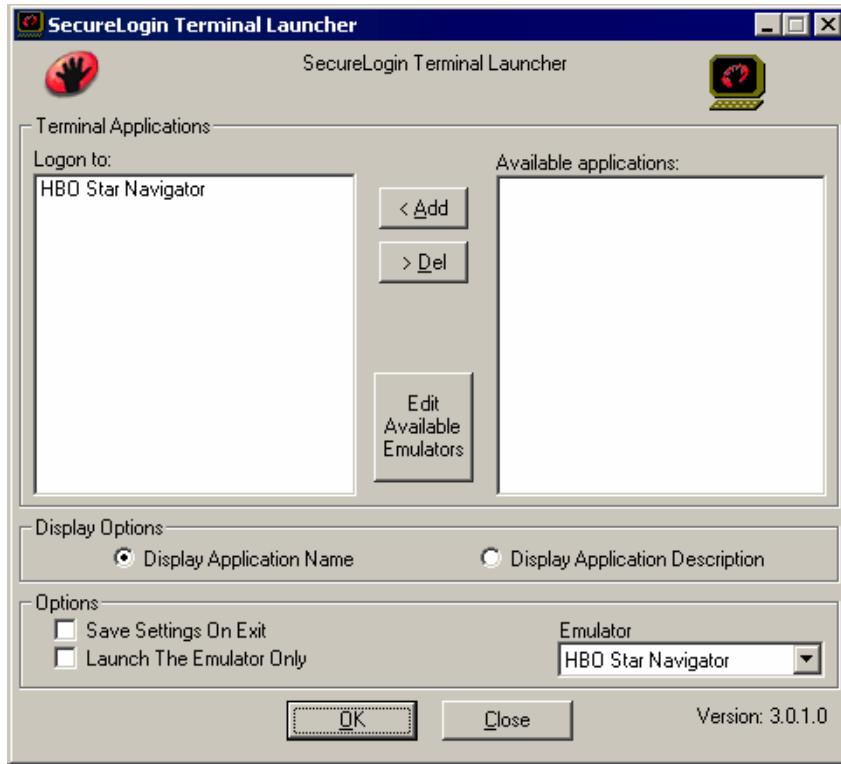 SecureLogin Terminal Launcher
SecureLogin Terminal Launcher
Terminal Applications
Logon to:
Available applications:
HBO Star Navigator
< Add
> Del
Edit
Available
Emulators
Display Options
Display Application Name
Display Application Description
Options
Save Settings On Exit
Launch The Emulator Only
Emulator
HBO Star Navigator
OK
Close
Version: 3.0.1.0